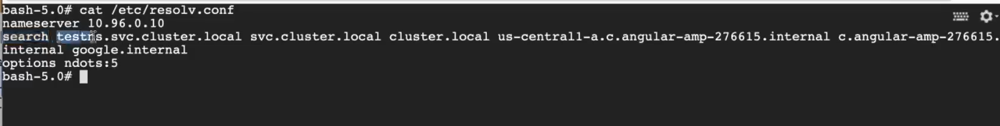 bash-5.0# cat /etc/resolv.conf
nameserver 10.96.0.10
search testns.svc.cluster.local svc.cluster.local cluster.local us-central1-a.c.angular-amp-276615.internal c.angular-amp-276615.
internal google.internal
options ndots:5
bash-5.0#